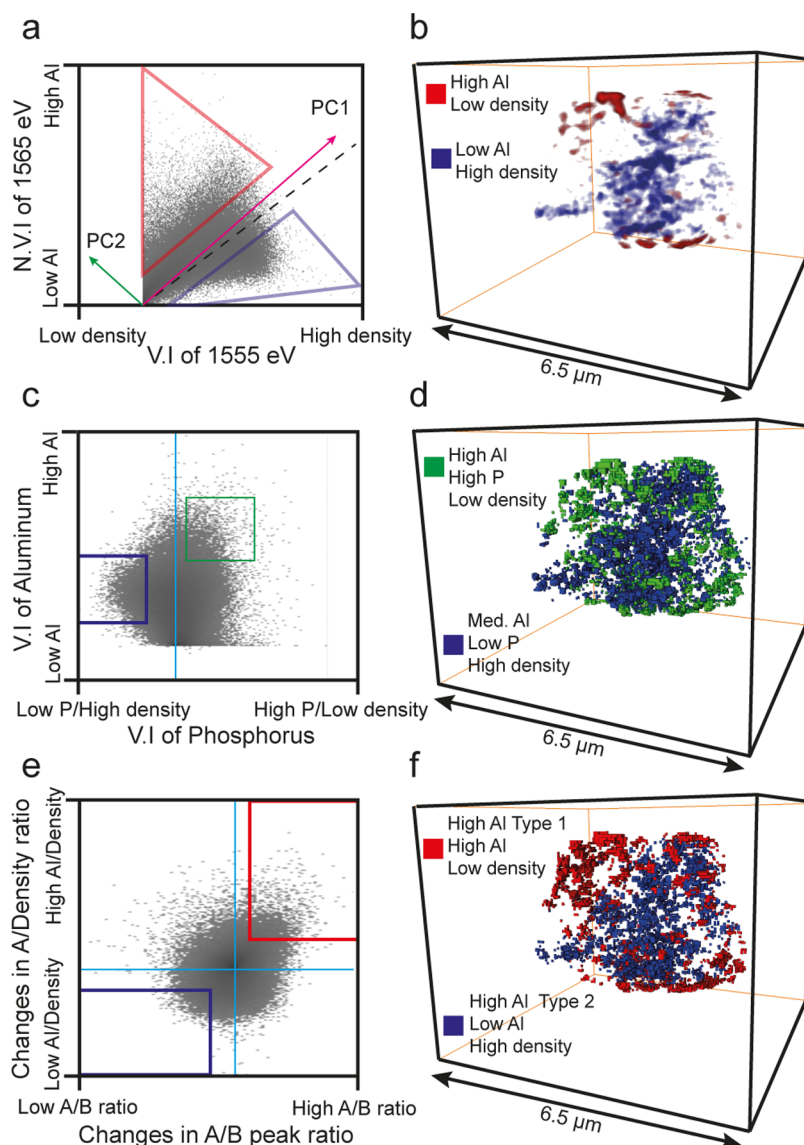 a
High Al
N.V.I of 1565 eV
Low Al
PC1
PC2
Low density
High density
V.I of 1555 eV
b
High Al
Low density
Low Al
High density
6.5 µm
c
High Al
V.I of Aluminum
Low Al
Low P/High density
High P/Low density
V.I of Phosphorus
d
High Al
High P
Low density
Med. Al
Low P
High density
6.5 µm
e
Changes in A/Density ratio
High Al/Density
Low Al/Density
Low A/B ratio
High A/B ratio
Changes in A/B peak ratio
f
High Al Type 1
High Al
Low density
High Al Type 2
Low Al
High density
6.5 µm